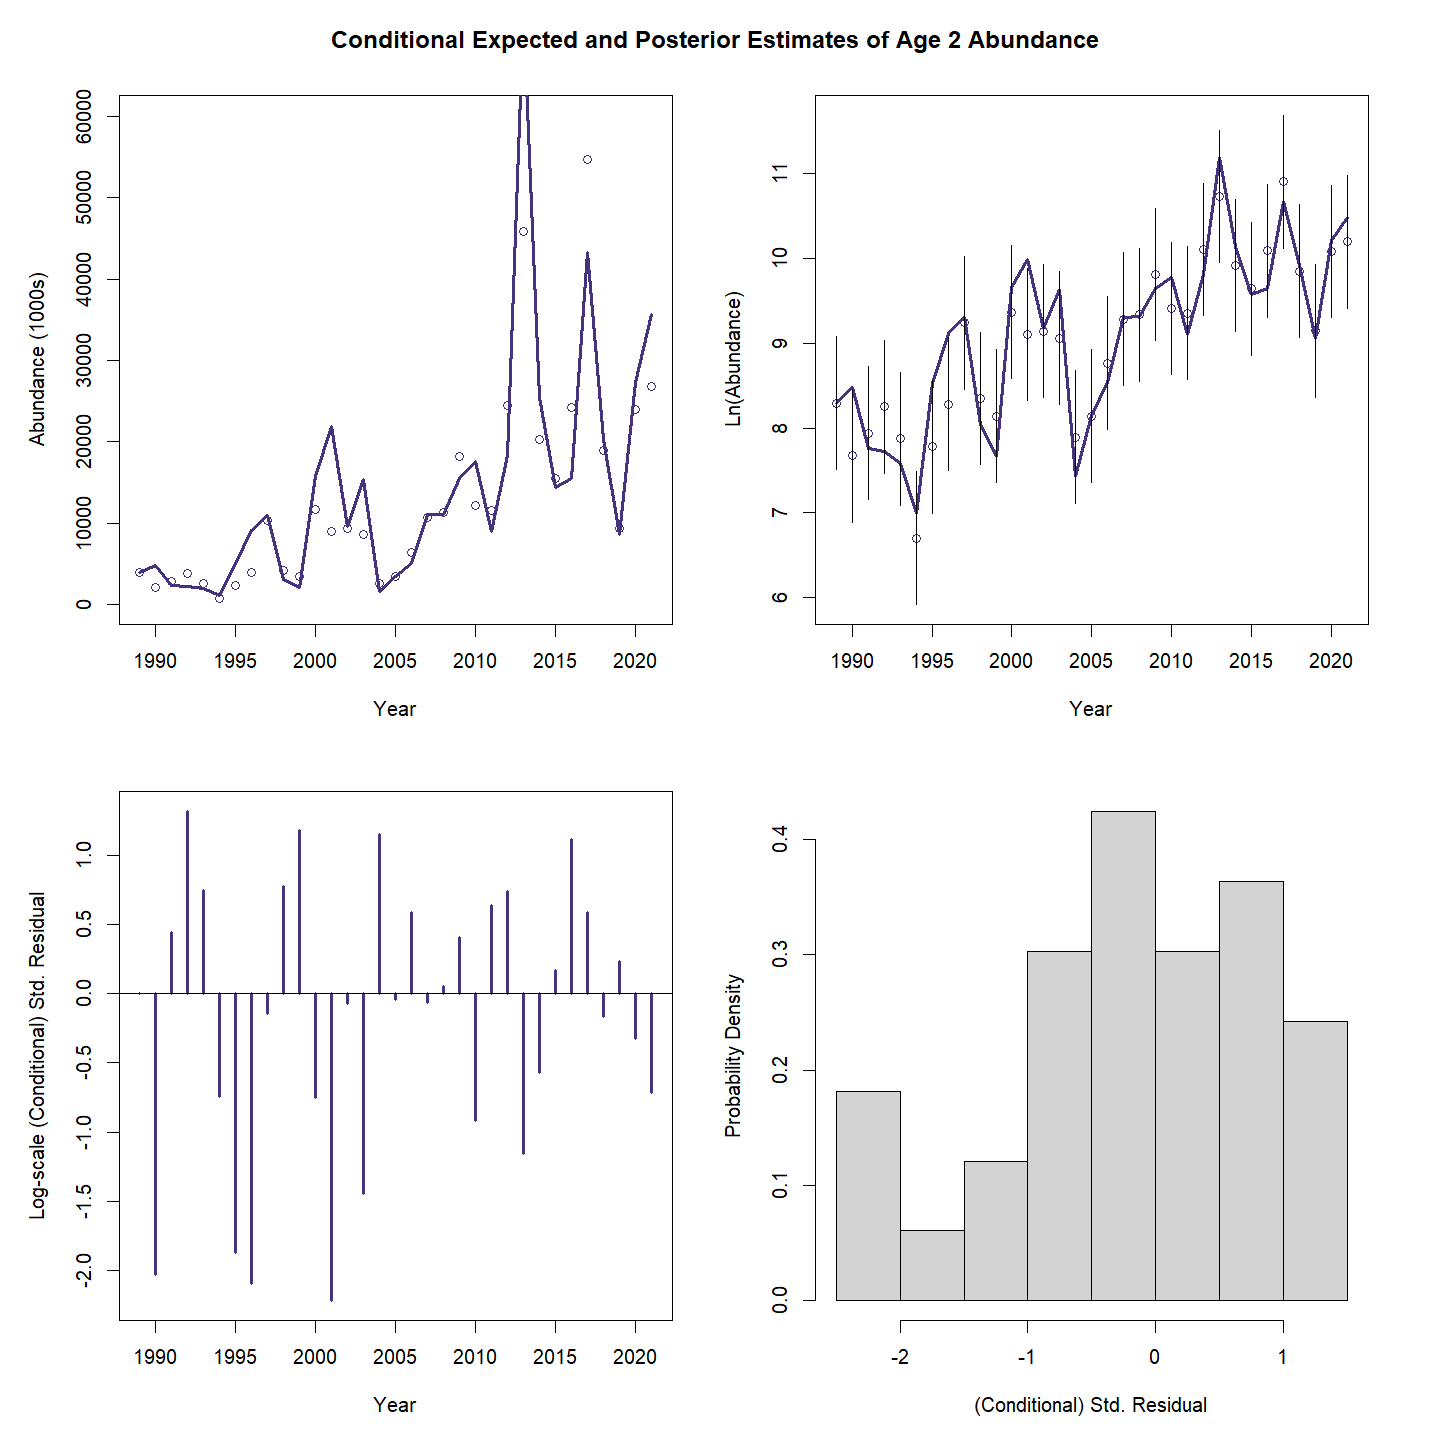 Conditional Expected and Posterior Estimates of Age 2 Abundance
Abundance (1000s)
60000
50000
40000
30000
20000
10000
0
1990 1995 2000 2005 2010 2015 2020
Year
Ln(Abundance)
11
10
9
8
7
6
1990 1995 2000 2005 2010 2015 2020
Year
Log-scale (Conditional) Std. Residual
1.0
0.5
0.0
-0.5
-1.0
-1.5
-2.0
1990 1995 2000 2005 2010 2015 2020
Year
Probability Density
0.4
0.3
0.2
0.1
0.0
-2 -1 0 1
(Conditional) Std. Residual